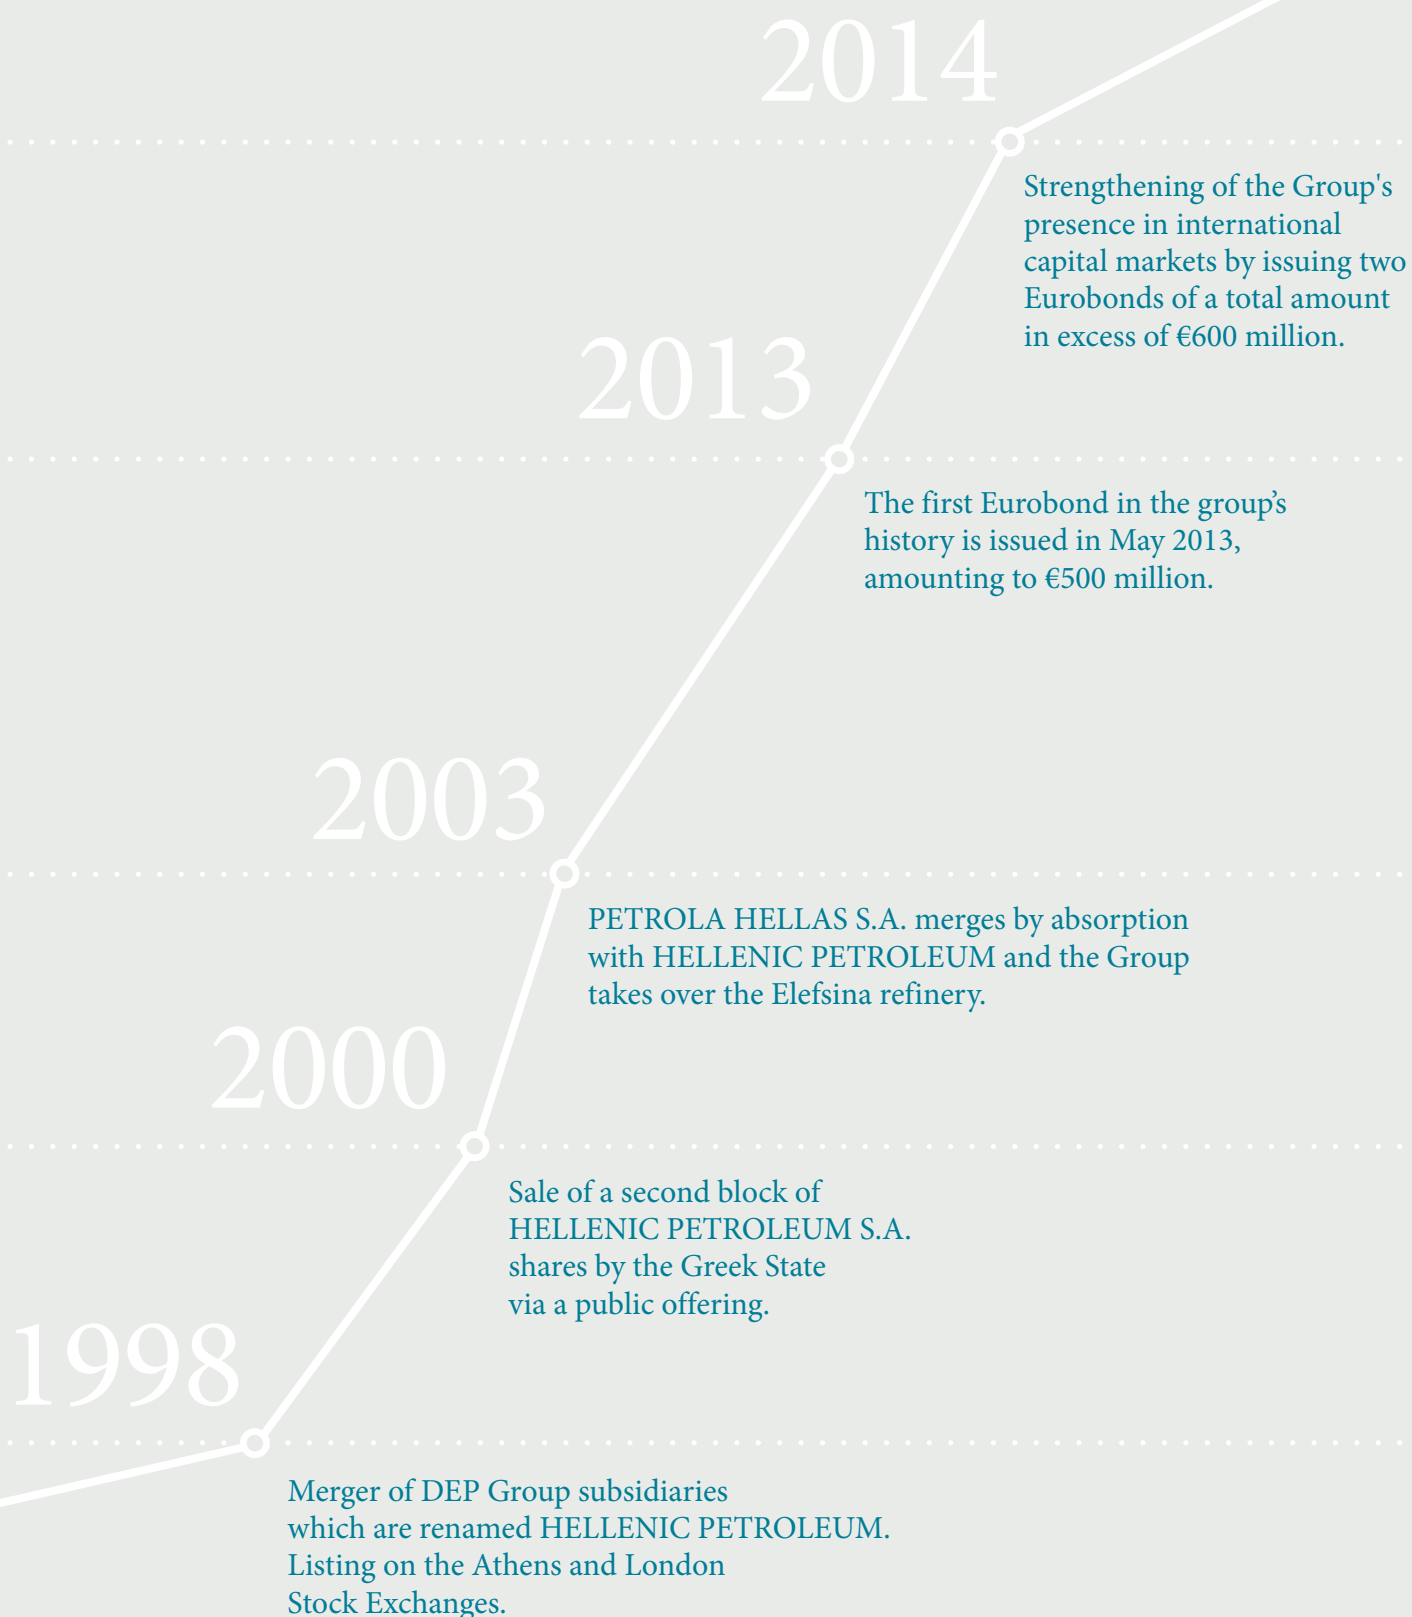 2014
Strengthening of the Group's
presence in international
capital markets by issuing two
Eurobonds of a total amount
in excess of €600 million.
2013
The first Eurobond in the group’s
history is issued in May 2013,
amounting to €500 million.
2003
PETROLA HELLAS S.A. merges by absorption
with HELLENIC PETROLEUM and the Group
takes over the Elefsina refinery.
2000
Sale of a second block of
HELLENIC PETROLEUM S.A.
shares by the Greek State
via a public offering.
1998
Merger of DEP Group subsidiaries
which are renamed HELLENIC PETROLEUM.
Listing on the Athens and London
Stock Exchanges.